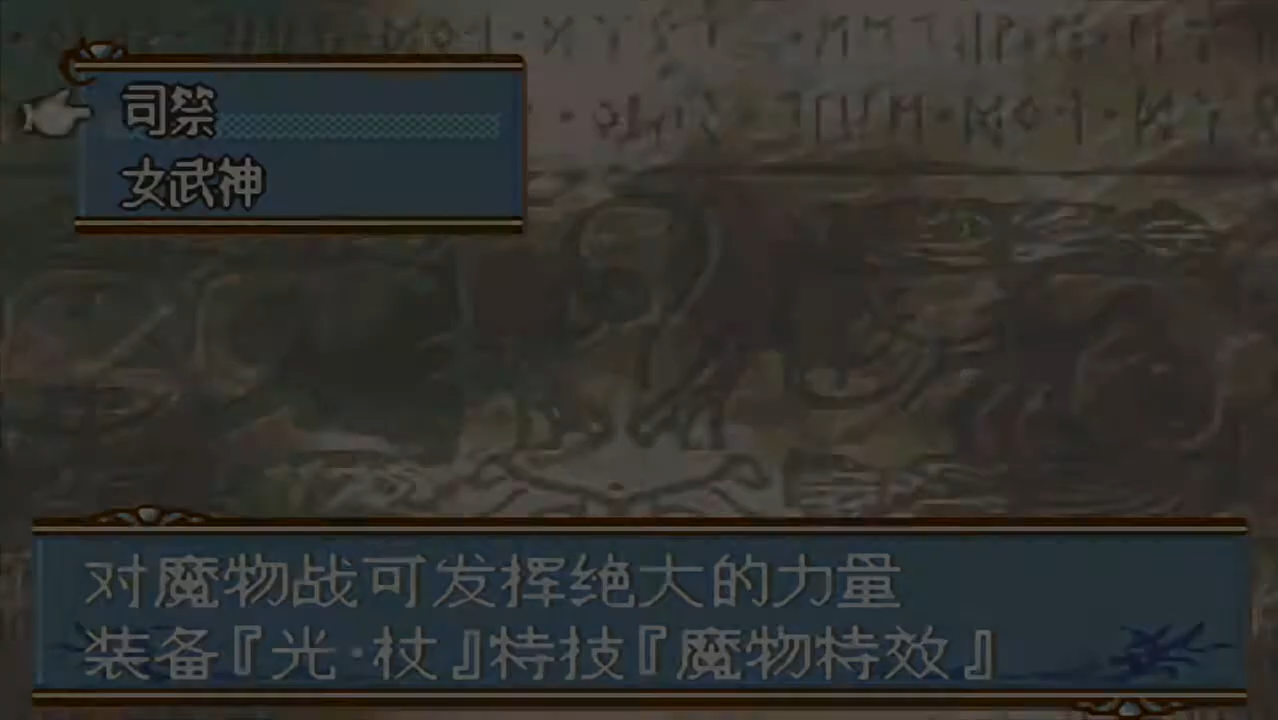 司祭
女武神
对魔物战可发挥绝大的力量
装备『光·杖』特技『魔物特效』